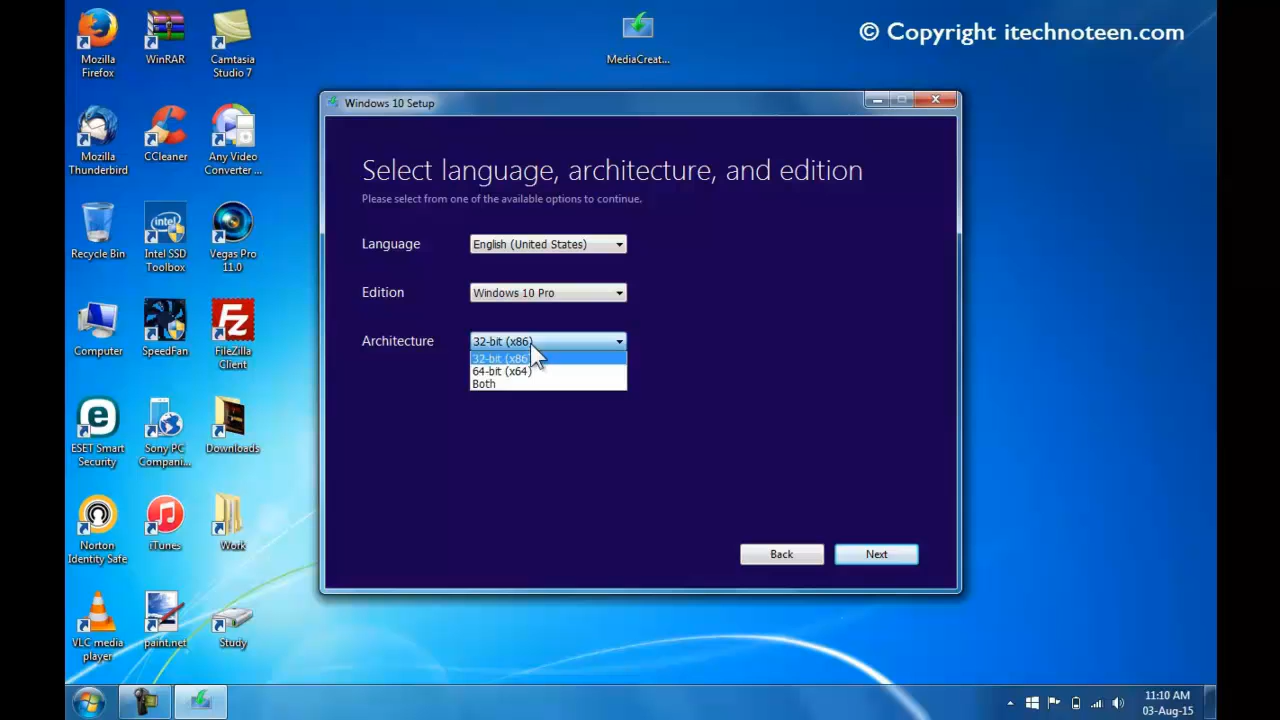 © Copyright itechnoteen.com
Mozilla
Firefox
WinRAR
Camtasia
Studio 7
MediaCreat...
Mozilla
Thunderbird
CCleaner
Any Video
Converter ...
Recycle Bin
intel
Intel SSD
Toolbox
Vegas Pro
11.0
Computer
SpeedFan
Fz
FileZilla
Client
e
ESET Smart
Security
Sony PC
Compani...
Downloads
Norton
Identity Safe
iTunes
Work
VLC media
player
paint.net
Study
Windows 10 Setup
Select language, architecture, and edition
Please select from one of the available options to continue.
Language
English (United States)
Edition
Windows 10 Pro
Architecture
32-bit (x86)
32-bit (x86
64-bit (x64)
Both
Back
Next
11:10 AM
03-Aug-15